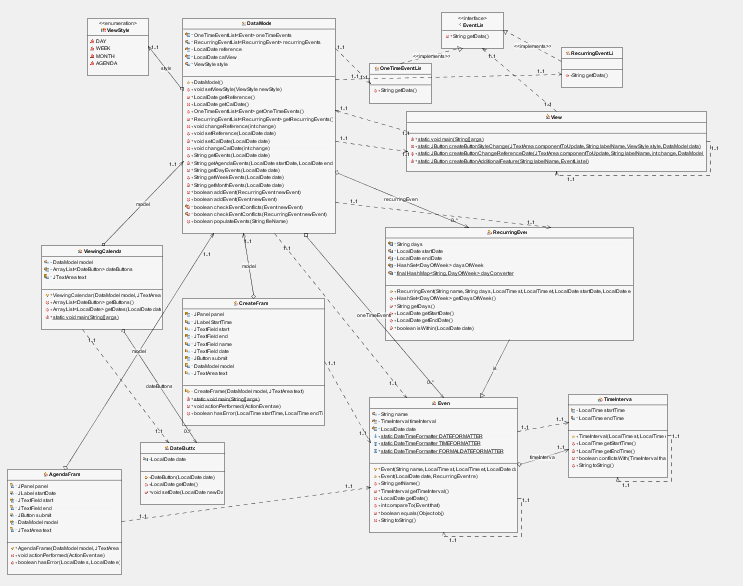 <<enumeration>>
ViewStyle
DAY
WEEK
MONTH
AGENDA
style
DataMode
- OneTimeEventList<Event> oneTimeEvents
- RecurringEventList<RecurringEvent> recurringEvents
- LocalDate reference
- LocalDate calView
- ViewStyle style
+ DataModel()
+ void setViewStyle(ViewStyle newStyle)
+ LocalDate getReference()
+ LocalDate getCalDate()
+ OneTimeEventList<Event> getOneTimeEvents()
+ RecurringEventList<RecurringEvent> getRecurringEvents(
+ void changeReference(int change)
+ void setReference(LocalDate date)
+ void setCalDate(LocalDate date)
+ void changeCalDate(int change)
+ String getEvents(LocalDate date)
+ String getAgendaEvents(LocalDate startDate, LocalDate end
+ String getDayEvents(LocalDate date)
+ String getWeekEvents(LocalDate date)
+ String getMonthEvents(LocalDate date)
+ boolean addEvent(RecurringEvent newEvent)
+ boolean addEvent(Event newEvent)
+ boolean checkEventConflicts(Event newEvent)
+ boolean checkEventConflicts(RecurringEvent newEvent)
+ boolean populateEvents(String fileName)
<<interface>>
EventLis
+ String getData()
<<implements>>
<<implements>>
OneTimeEventLis
+ String getData()
RecurringEventLi
+ String getData()
View
+ static void main(String[] args)
+ static JButton createButtonStyleChange(JTextArea componentToUpdate, String labelName, ViewStyle style, DataModel data)
+ static JButton createButtonChangeReferenceDate(JTextArea componentToUpdate, String labelName, int change, DataModel
+ static JButton createButtonAdditionalFeature(String labelName, EventListe)
recurringEven
0..*
model
ViewingCalenda
- DataModel model
- ArrayList<DateButton> dateButtons
- JTextArea text
+ ViewingCalendar(DataModel model, JTextArea
+ ArrayList<DateButton> getButtons()
+ ArrayList<LocalDate> getDates(LocalDate dat
+ static void main(String[] args)
model
CreateFram
- JPanel panel
- JLabel StartTime
- JTextField start
- JTextField end
- JTextField name
- JTextField date
- JButton submit
- DataModel model
- JTextArea text
+ CreateFrame(DataModel model, JTextArea text)
+ static void main(String[] args)
+ void actionPerformed(ActionEvent ae)
+ boolean hasError(LocalTime startTime, LocalTime endTi
RecurringEver
- String days
- LocalDate startDate
- LocalDate endDate
- HashSet<DayOfWeek> daysOfWeek
- final HashMap<String, DayOfWeek> dayConverter
+ RecurringEvent(String name, String days, LocalTime st, LocalTime et, LocalDate startDate, LocalDate e
+ HashSet<DayOfWeek> getDaysOfWeek()
+ String getDays()
+ LocalDate getStartDate()
+ LocalDate getEndDate()
+ boolean isWithin(LocalDate date)
oneTimeEven
model
dateButtons
0..*
DateButtc
- LocalDate date
+ DateButton(LocalDate date)
+ LocalDate getDate()
+ void setDate(LocalDate newDa
Even
- String name
- TimeInterval timeInterval
- LocalDate date
+ static DateTimeFormatter DATEFORMATTER
+ static DateTimeFormatter TIMEFORMATTER
+ static DateTimeFormatter FORMALDATEFORMATTER
+ Event(String name, LocalTime st, LocalTime et, LocalDate d
+ Event(LocalDate date, RecurringEvent re)
+ String getName()
+ TimeInterval getTimeInterval()
+ LocalDate getDate()
+ int compareTo(Event that)
+ boolean equals(Object obj)
+ String toString()
timeInterval
TimeInterva
- LocalTime startTime
- LocalTime endTime
+ TimeInterval(LocalTime st, LocalTime
+ LocalTime getStartTime()
+ LocalTime getEndTime()
+ boolean conflictsWith(TimeInterval tha
+ String toString()
AgendaFram
- JPanel panel
- JLabel startDate
- JTextField start
- JTextField end
- JButton submit
- DataModel model
- JTextArea text
+ AgendaFrame(DataModel model, JTextArea
+ void actionPerformed(ActionEvent ae)
+ boolean hasError(LocalDate s, LocalDate e)